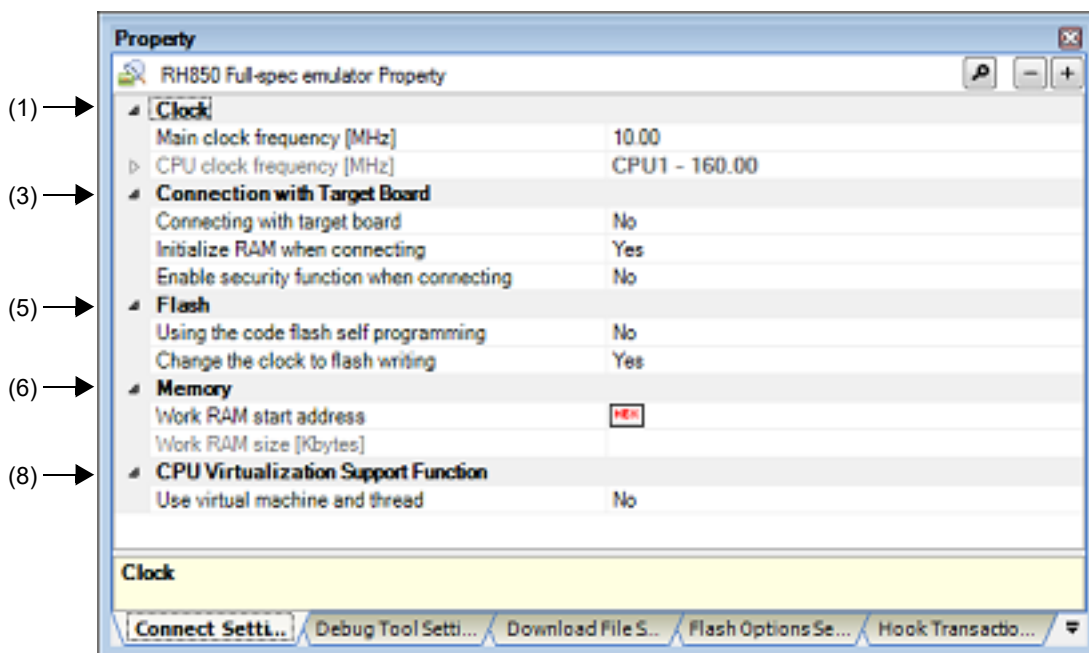 Property
RH850 Full-spec emulator Property
(1) Clock
Main clock frequency [MHz] 10.00
CPU clock frequency [MHz] CPU1 - 160.00
(3) Connection with Target Board
Connecting with target board No
Initialize RAM when connecting Yes
Enable security function when connecting No
(5) Flash
Using the code flash self programming No
Change the clock to flash writing Yes
(6) Memory
Work RAM start address HEX
Work RAM size [Kbytes]
(8) CPU Virtualization Support Function
Use virtual machine and thread No
Clock
Connect Setti... Debug Tool Setti... Download File S... Flash Options Se... Hook Transactio...